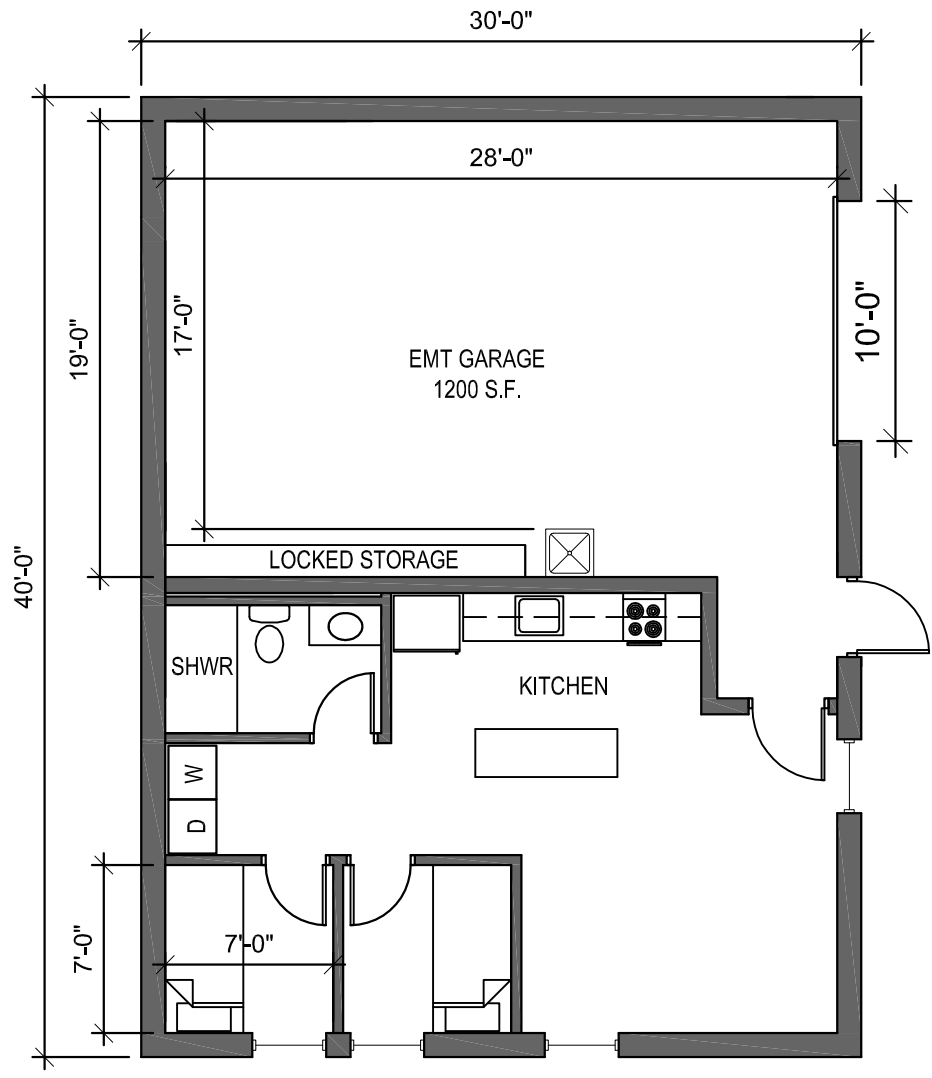 30'-0"
28'-0"
10'-0"
17'-0"
19'-0"
EMT GARAGE
1200 S.F.
40'-0"
LOCKED STORAGE
SHWR
KITCHEN
W
D
7'-0"
7'-0"